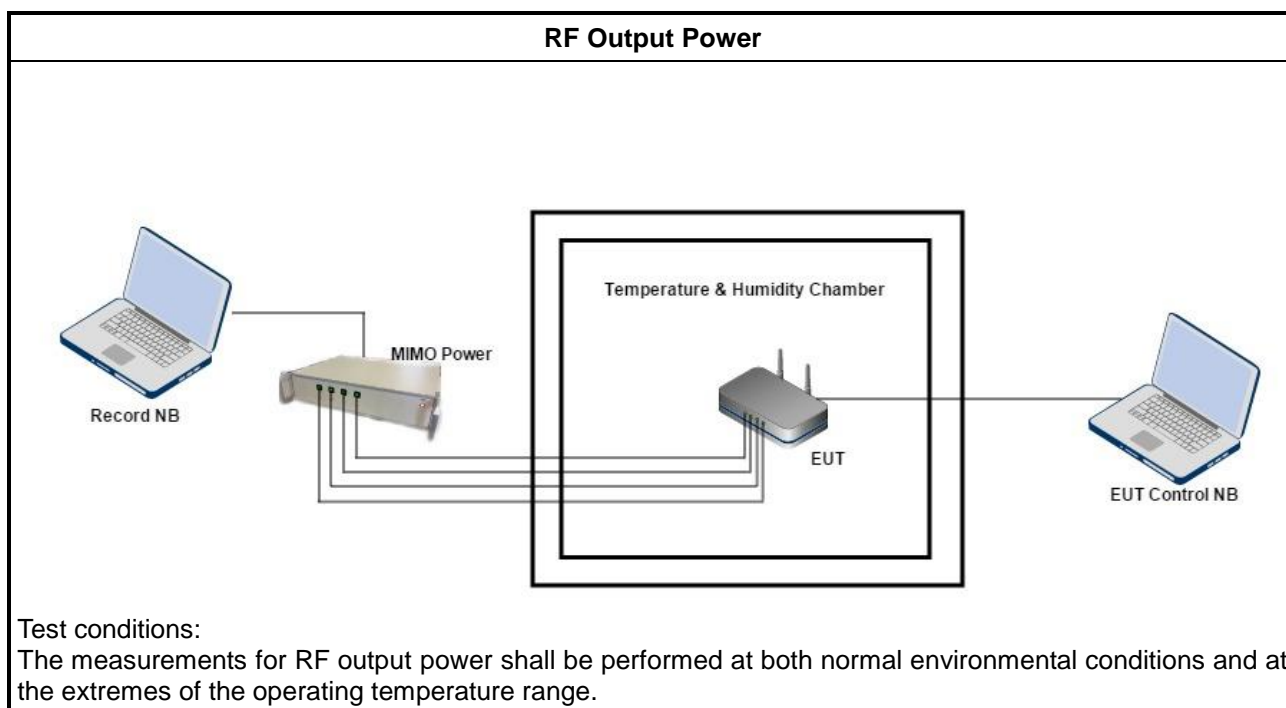 RF Output Power
Temperature & Humidity Chamber
MIMO Power
Record NB
EUT
EUT Control NB
Test conditions:
The measurements for RF output power shall be performed at both normal environmental conditions and at
the extremes of the operating temperature range.